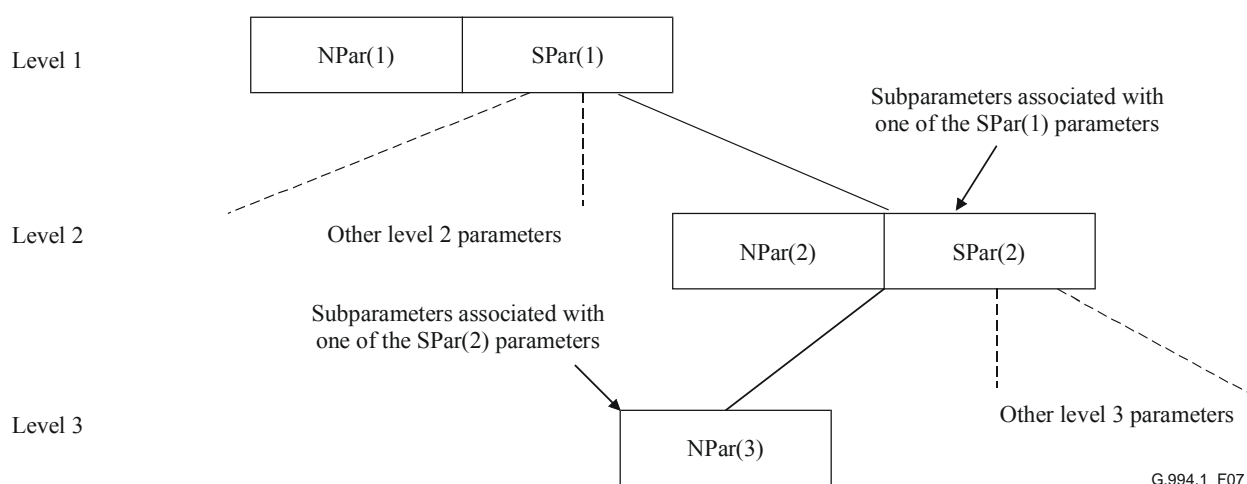 Level 1
NPar(1)
SPar(1)
Subparameters associated with
one of the SPar(1) parameters
Level 2
Other level 2 parameters
NPar(2)
SPar(2)
Subparameters associated with
one of the SPar(2) parameters
Level 3
Other level 3 parameters
NPar(3)
G.994.1_F07